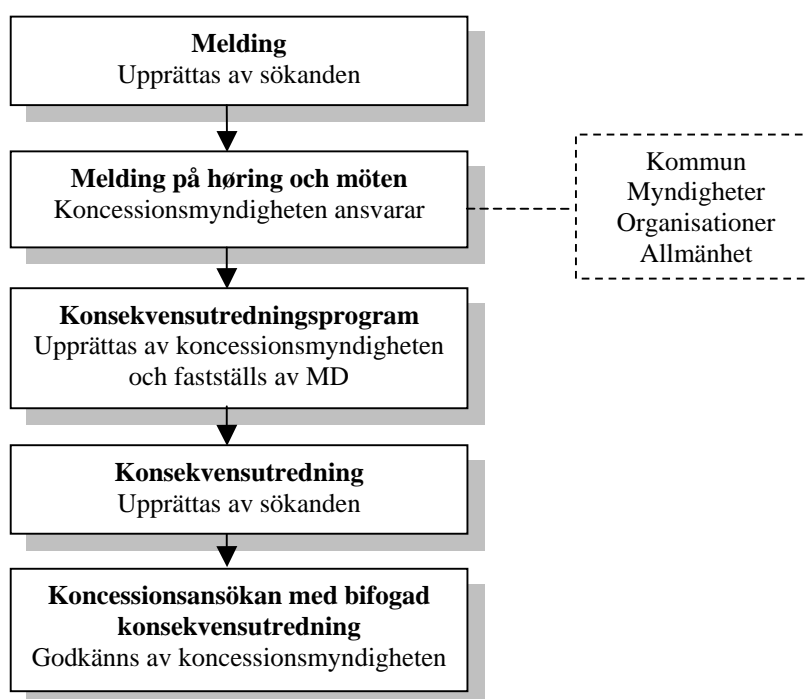 Melding
Upprättas av sökanden
Melding på høring och möten
Koncessionsmyndigheten ansvarar
Kommun
Myndigheter
Organisationer
Allmänhet
Konsekvensutredningsprogram
Upprättas av koncessionsmyndigheten
och fastställs av MD
Konsekvensutredning
Upprättas av sökanden
Koncessionsansökan med bifogad
konsekvensutredning
Godkänns av koncessionsmyndigheten